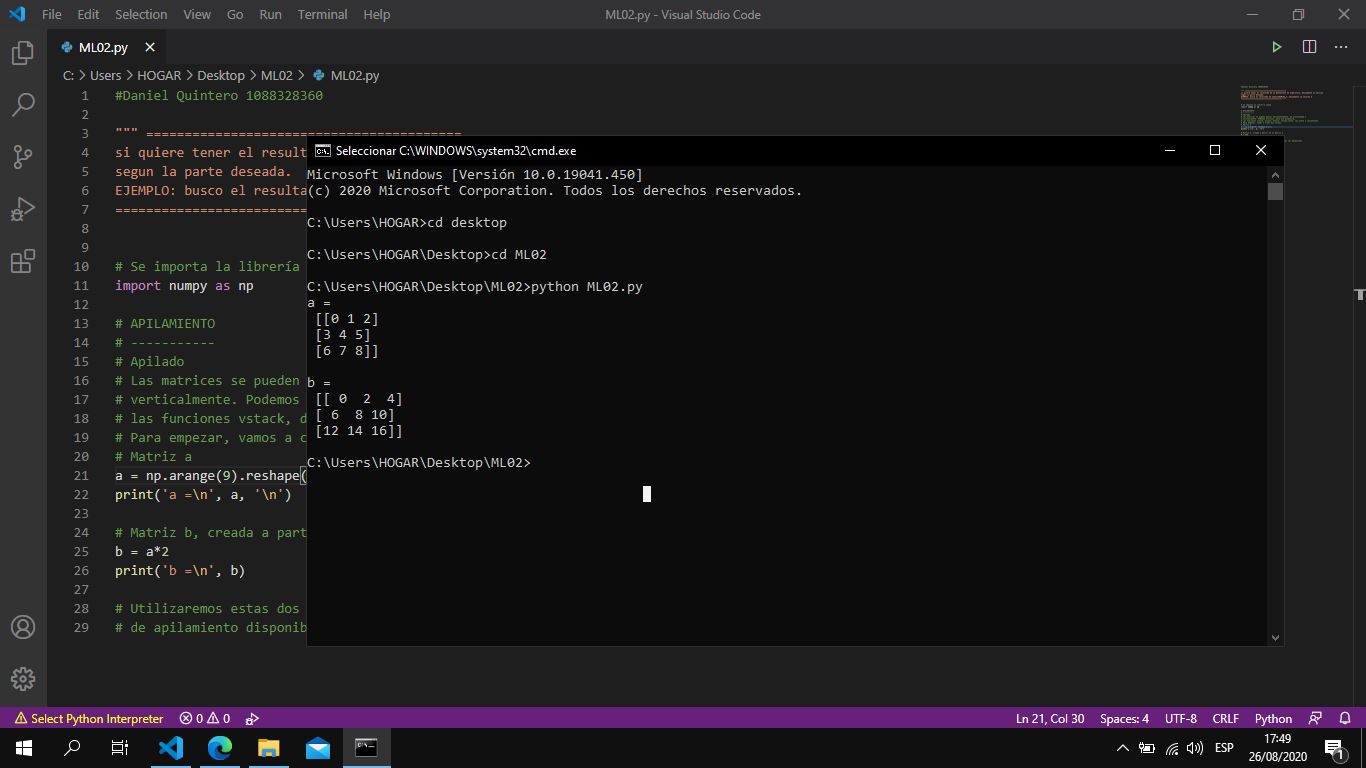 File Edit Selection View Go Run Terminal Help ML02.py - Visual Studio Code
ML02.py
C: > Users > HOGAR > Desktop > ML02 > ML02.py
1 #Daniel Quintero 1088328360
2
3 """ =========================================
4 si quiere tener el result
5 segun la parte deseada.
6 EJEMPLO: busco el resulta
7 =========================
8
9
10 # Se importa la librería
11 import numpy as np
12
13 # APILAMIENTO
14 # -----------
15 # Apilado
16 # Las matrices se pueden
17 # verticalmente. Podemos
18 # las funciones vstack, d
19 # Para empezar, vamos a c
20 # Matriz a
21 a = np.arange(9).reshape(
22 print('a =\n', a, '\n')
23
24 # Matriz b, creada a part
25 b = a*2
26 print('b =\n', b)
27
28 # Utilizaremos estas dos
29 # de apilamiento disponib
Seleccionar C:\WINDOWS\system32\cmd.exe
Microsoft Windows [Versión 10.0.19041.450]
(c) 2020 Microsoft Corporation. Todos los derechos reservados.
C:\Users\HOGAR>cd desktop
C:\Users\HOGAR\Desktop>cd ML02
C:\Users\HOGAR\Desktop\ML02>python ML02.py
a =
[[0 1 2]
[3 4 5]
[6 7 8]]
b =
[[ 0  2  4]
[ 6  8 10]
[12 14 16]]
C:\Users\HOGAR\Desktop\ML02>
Select Python Interpreter 0 0 Ln 21, Col 30 Spaces: 4 UTF-8 CRLF Python
ESP 17:49
26/08/2020
1